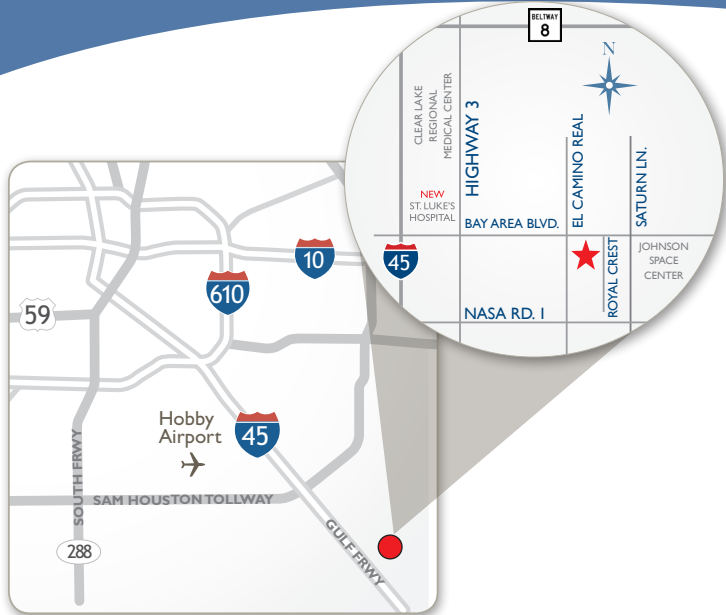 BELTWAY
8
N
CLEAR LAKE
REGIONAL
MEDICAL CENTER
HIGHWAY 3
EL CAMINO REAL
SATURN LN.
NEW
ST. LUKE'S
HOSPITAL
BAY AREA BLVD.
45
ROYAL CREST
JOHNSON
SPACE
CENTER
NASA RD. 1
10
610
59
Hobby
Airport
45
SOUTH FRWY
SAM HOUSTON TOLLWAY
GULF FRWY
288